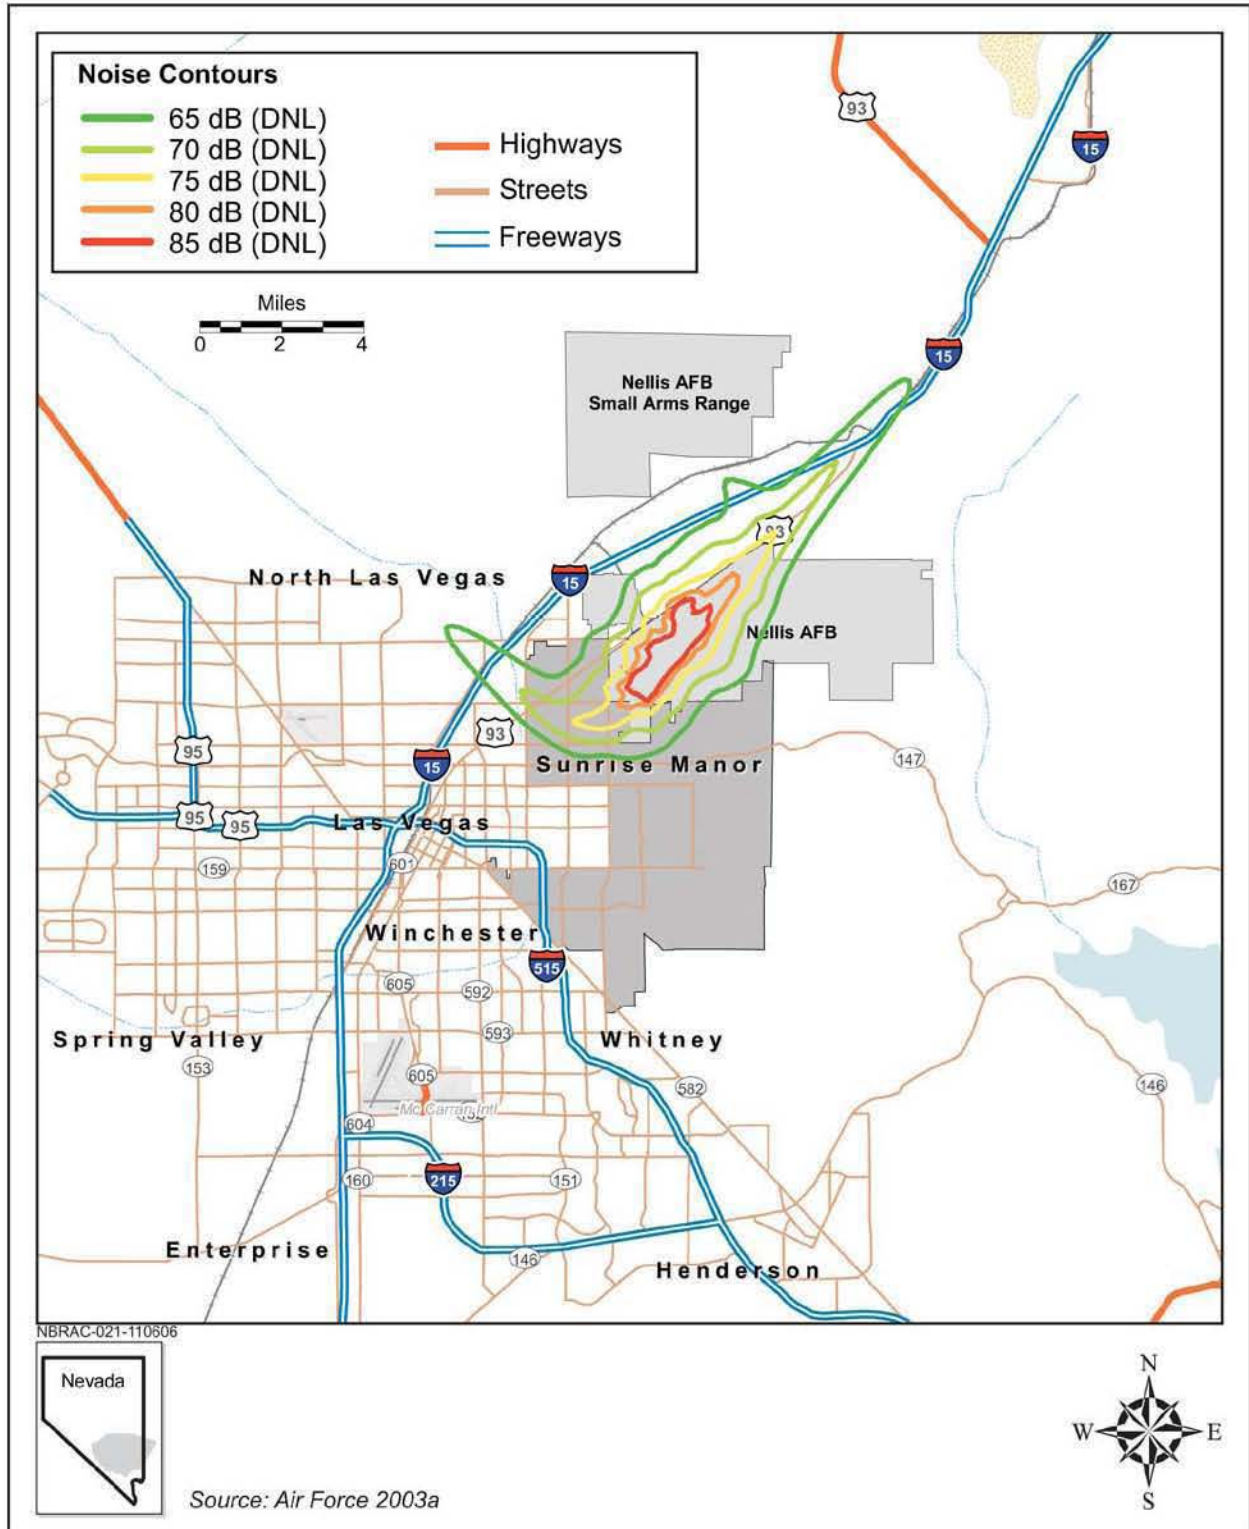 Noise Contours
65 dB (DNL)
70 dB (DNL)
75 dB (DNL)
80 dB (DNL)
85 dB (DNL)
Highways
Streets
Freeways
Miles
0 2 4
93
15
15
Nellis AFB
Small Arms Range
93
North Las Vegas
15
Nellis AFB
93
95
15
Sunrise Manor
147
95
95
Las Vegas
159
601
167
Winchester
515
605
592
593
Spring Valley
Whitney
153
605
582
146
Mc Carran Intl
604
160
215
151
Enterprise
146
Henderson
NBRAC-021-110606
Nevada
N
W E
S
Source: Air Force 2003a